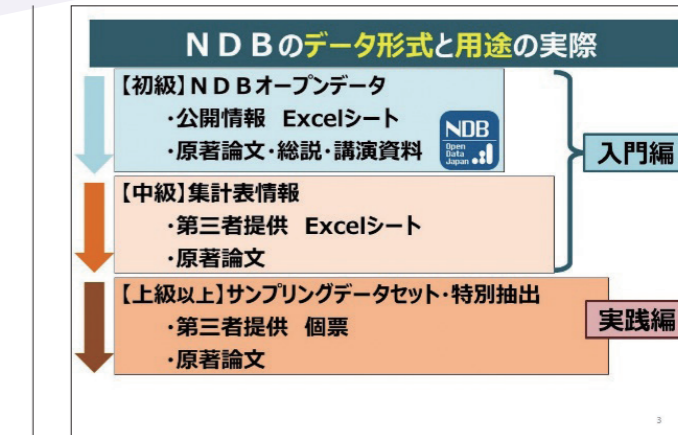 NDBのデータ形式と用途の実際
【初級】NDBオープンデータ
・公開情報 Excelシート
・原著論文・総説・講演資料
NDB
Open
Data
Japan
入門編
【中級】集計表情報
・第三者提供 Excelシート
・原著論文
【上級以上】サンプリングデータセット・特別抽出
・第三者提供 個票
・原著論文
実践編
3